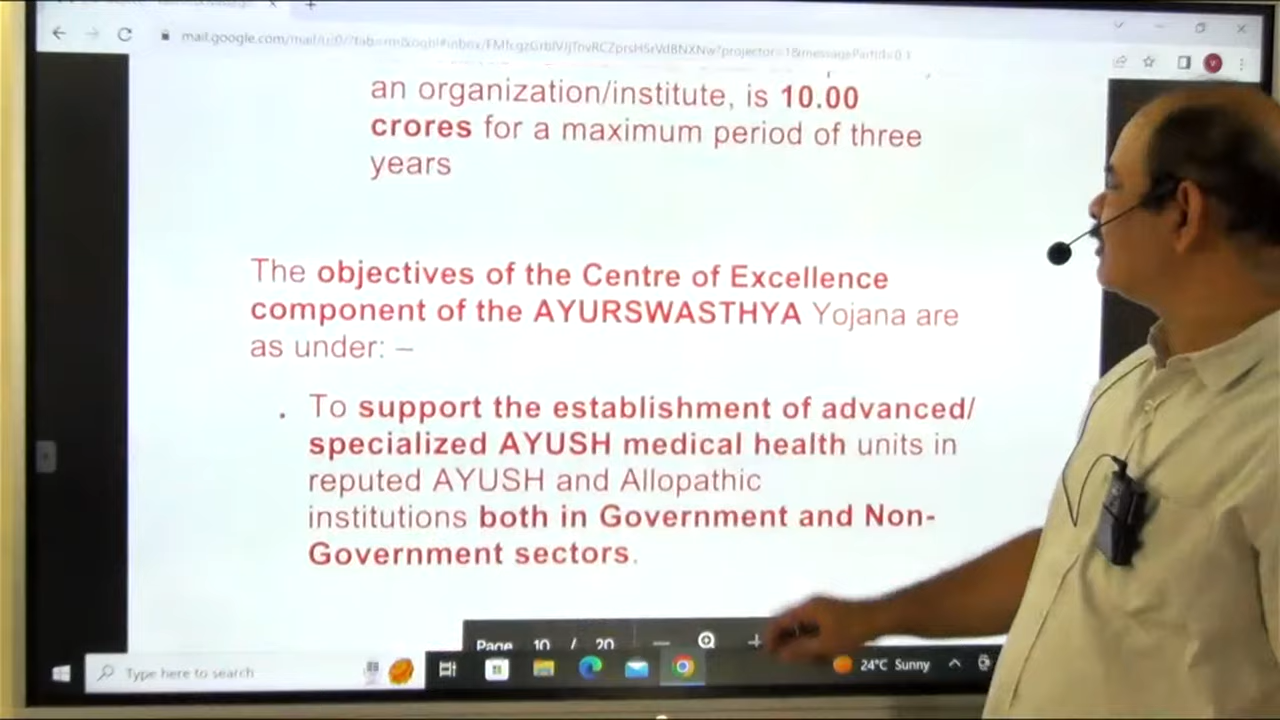 an organization/institute, is 10.00
crores for a maximum period of three
years
The objectives of the Centre of Excellence
component of the AYURSWASTHYA Yojana are
as under: –
. To support the establishment of advanced/
specialized AYUSH medical health units in
reputed AYUSH and Allopathic
institutions both in Government and Non-
Government sectors.
Page 10 / 20
Type here to search
24°C Sunny